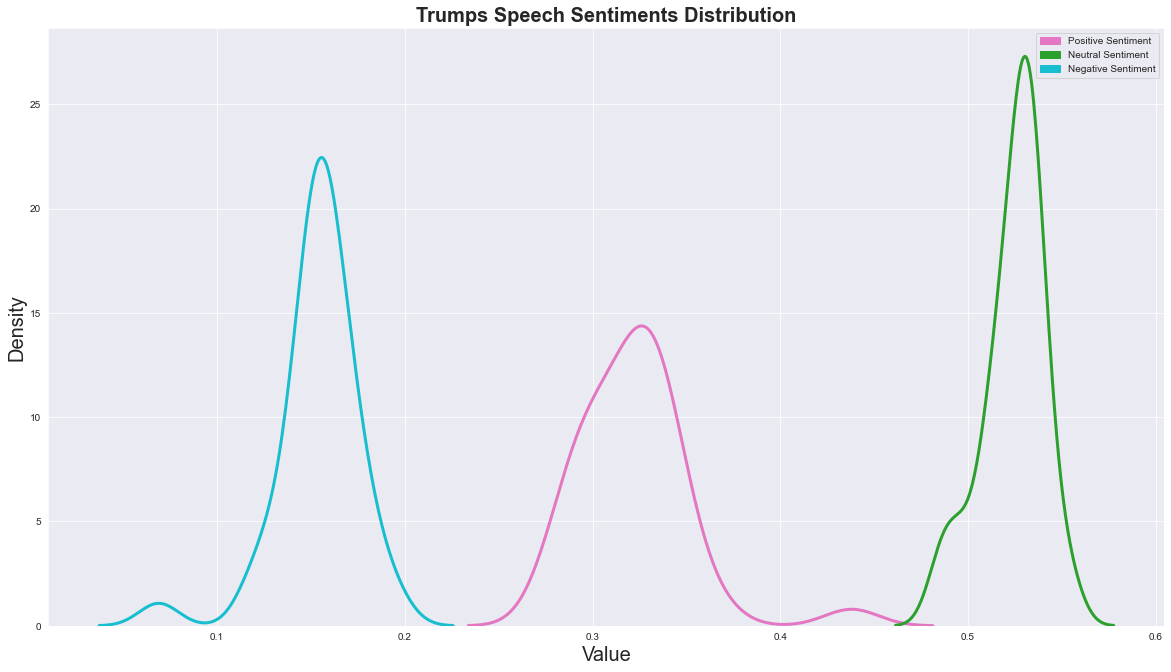 Trumps Speech Sentiments Distribution
Positive Sentiment
Neutral Sentiment
Negative Sentiment
Density
25
20
15
10
5
0
0.1 0.2 0.3 0.4 0.5 0.6
Value